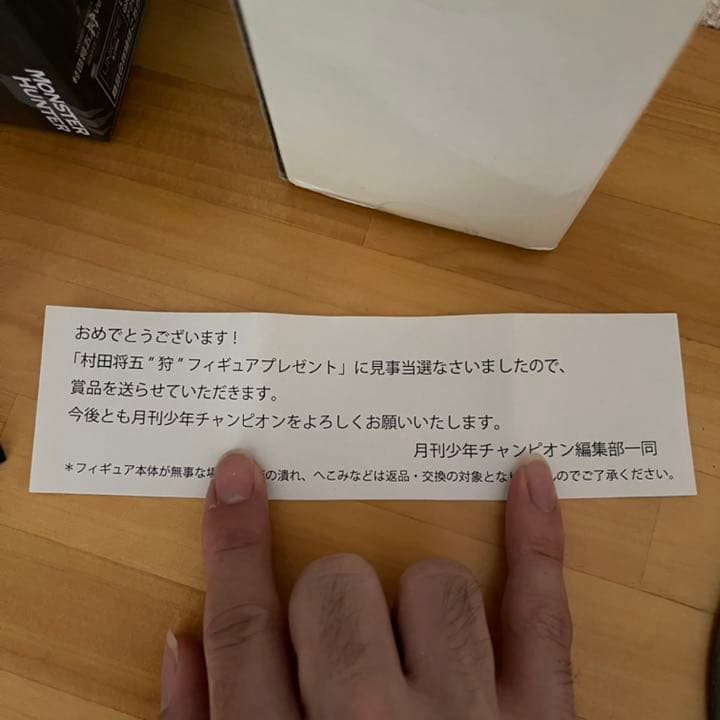 MONSTER
HUNTER
おめでとうございます！
「村田将五”狩”フィギュアプレゼント」に見事当選なさいましたので、
賞品を送らせていただきます。
今後とも月刊少年チャンピオンをよろしくお願いいたします。
月刊少年チャンピオン編集部一同
＊フィギュア本体が無事な の潰れ、へこみなどは返品・交換の対象とな のでご了承ください。